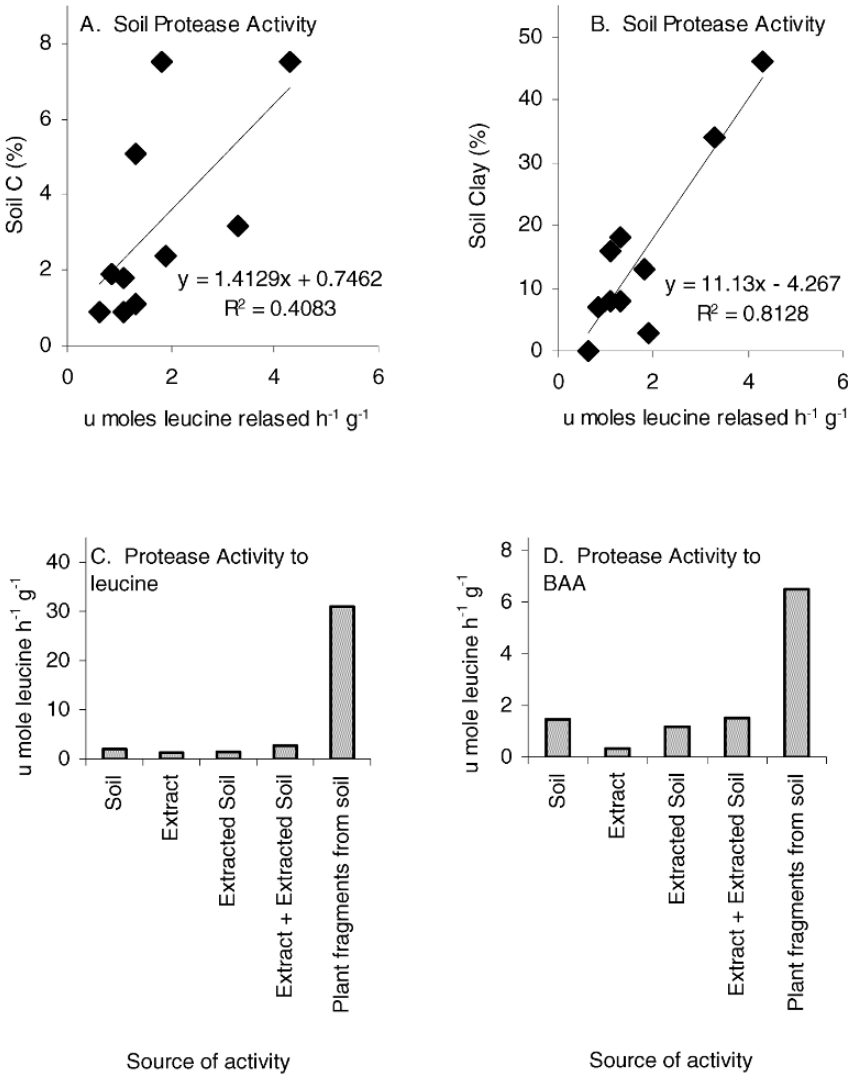 A. Soil Protease Activity
8
6
4
2
0
Soil C (%)
y = 1.4129x + 0.7462
R² = 0.4083
0 2 4 6
u moles leucine relased h⁻¹ g⁻¹
B. Soil Protease Activity
50
40
30
20
10
0
Soil Clay (%)
y = 11.13x - 4.267
R² = 0.8128
0 2 4 6
u moles leucine relased h⁻¹ g⁻¹
C. Protease Activity to
leucine
40
30
20
10
0
u mole leucine h⁻¹ g⁻¹
Soil
Extract
Extracted Soil
Extract + Extracted Soil
Plant fragments from soil
Source of activity
D. Protease Activity to
BAA
8
6
4
2
0
u mole leucine h⁻¹ g⁻¹
Soil
Extract
Extracted Soil
Extract + Extracted Soil
Plant fragments from soil
Source of activity